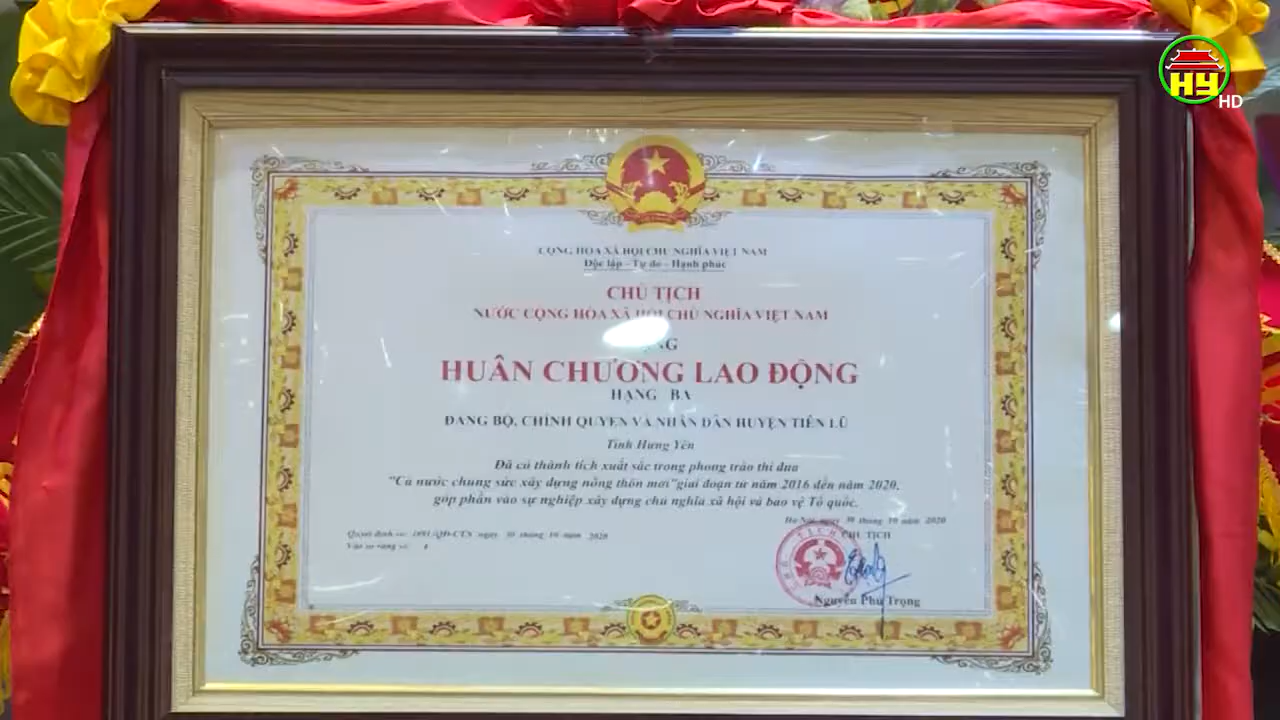 HY
HD
CỘNG HÒA XÃ HỘI CHỦ NGHĨA VIỆT NAM
Độc lập - Tự do - Hạnh phúc
CHỦ TỊCH
NƯỚC CỘNG HÒA XÃ HỘI CHỦ NGHĨA VIỆT NAM
HUÂN CHƯƠNG LAO ĐỘNG
HẠNG BA
ĐẢNG BỘ, CHÍNH QUYỀN VÀ NHÂN DÂN HUYỆN TIÊN LỮ
Tỉnh Hưng Yên
Đã có thành tích xuất sắc trong phong trào thi đua
"Cả nước chung sức xây dựng nông thôn mới" giai đoạn từ năm 2016 đến năm 2020,
góp phần vào sự nghiệp xây dựng chủ nghĩa xã hội và bảo vệ Tổ quốc.
Hà Nội, ngày 30 tháng 10 năm 2020
Quyết định số: /QĐ-CTN ngày 30 tháng 10 năm 2020
CHỦ TỊCH
Vào sổ vàng số:
Nguyễn Phú Trọng